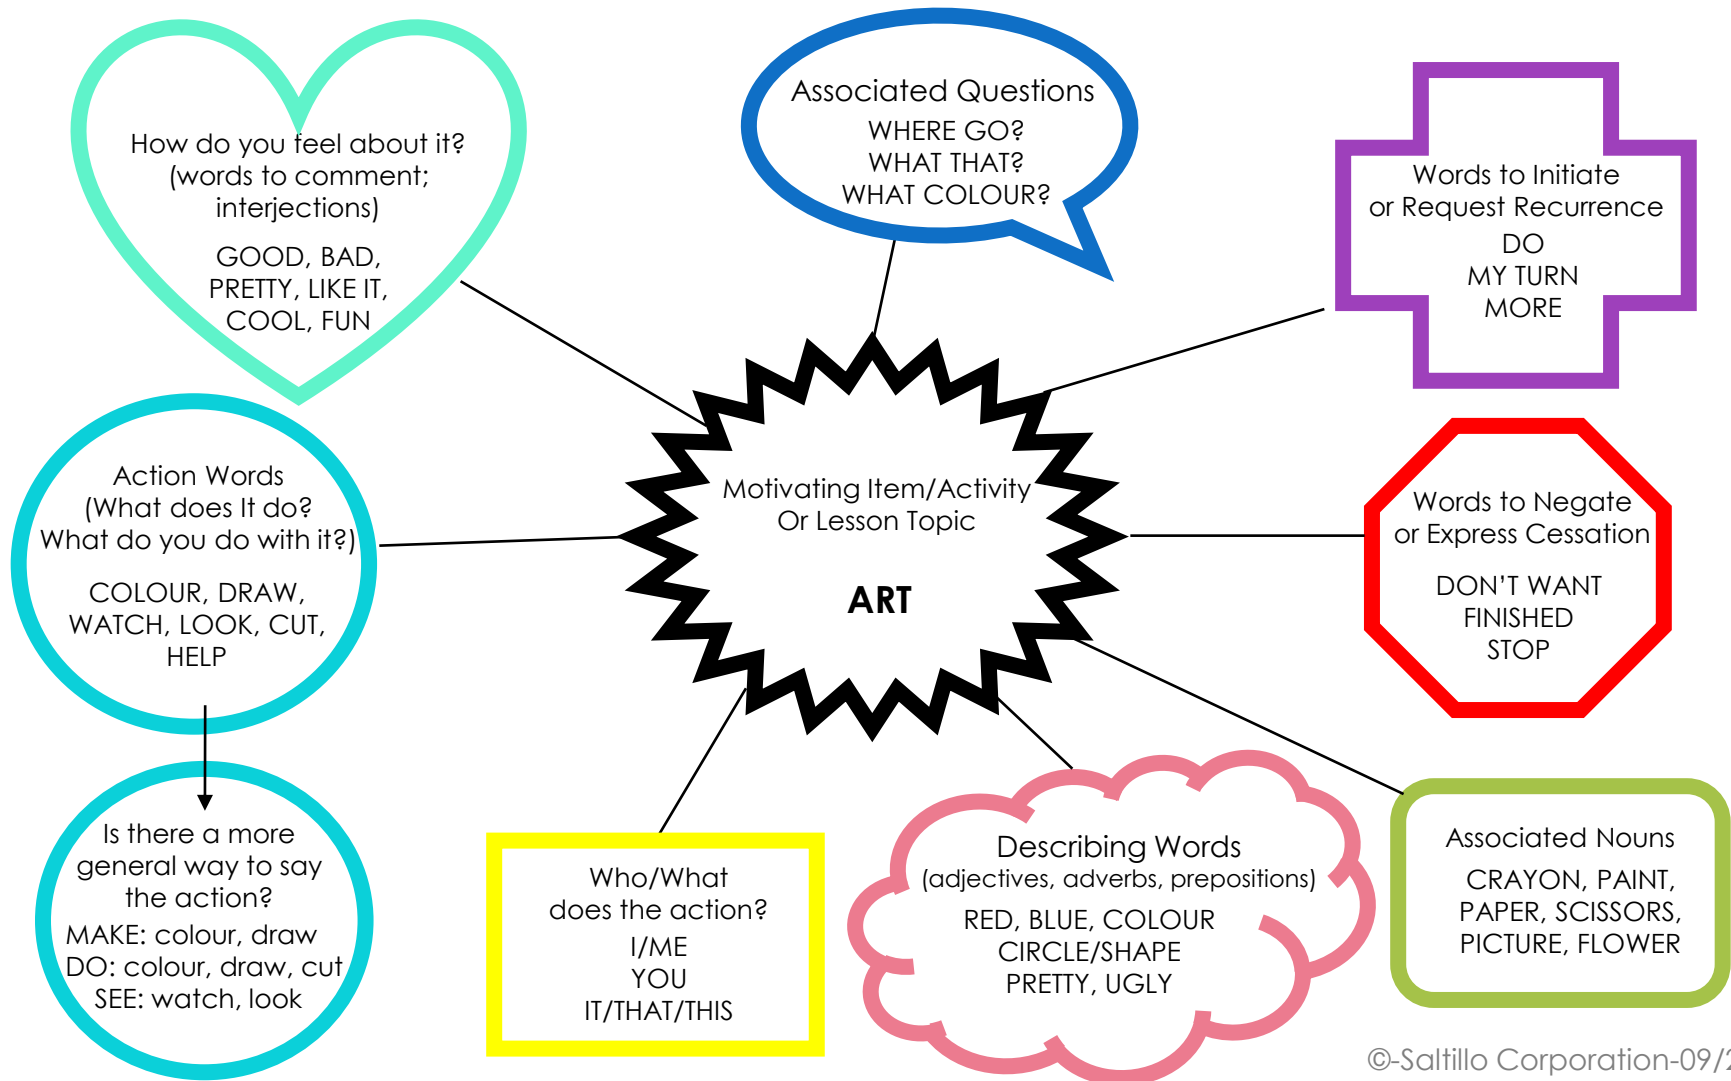 How do you feel about it?
(words to comment;
interjections)
GOOD, BAD,
PRETTY, LIKE IT,
COOL, FUN
Associated Questions
WHERE GO?
WHAT THAT?
WHAT COLOUR?
Words to Initiate
or Request Recurrence
DO
MY TURN
MORE
Action Words
(What does It do?
What do you do with it?)
COLOUR, DRAW,
WATCH, LOOK, CUT,
HELP
Motivating Item/Activity
Or Lesson Topic
ART
Words to Negate
or Express Cessation
DON'T WANT
FINISHED
STOP
Is there a more
general way to say
the action?
MAKE: colour, draw
DO: colour, draw, cut
SEE: watch, look
Who/What
does the action?
I/ME
YOU
IT/THAT/THIS
Describing Words
(adjectives, adverbs, prepositions)
RED, BLUE, COLOUR
CIRCLE/SHAPE
PRETTY, UGLY
Associated Nouns
CRAYON, PAINT,
PAPER, SCISSORS,
PICTURE, FLOWER
©-Saltillo Corporation-09/